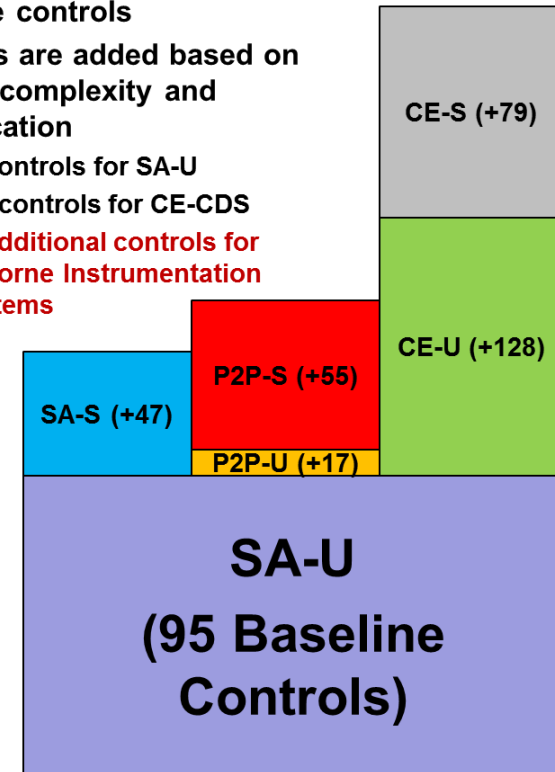 e controls
s are added based on
complexity and
cation
ontrols for SA-U
controls for CE-CDS
dditional controls for
orne Instrumentation
tems
CE-S (+79)
CE-U (+128)
P2P-S (+55)
SA-S (+47)
P2P-U (+17)
SA-U
(95 Baseline
Controls)